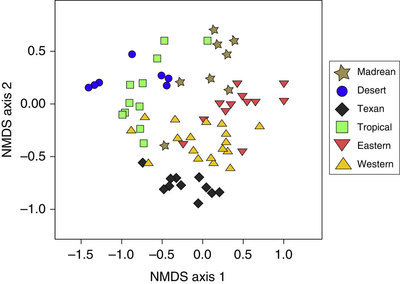 NMDS axis 2
0.5
0.00
−0.5
−1.0
−1.5
−1.0
−0.5
0.0
0.5
1.0
NMDS axis 1
Madrean
Desert
Texan
Tropical
Eastern
Western